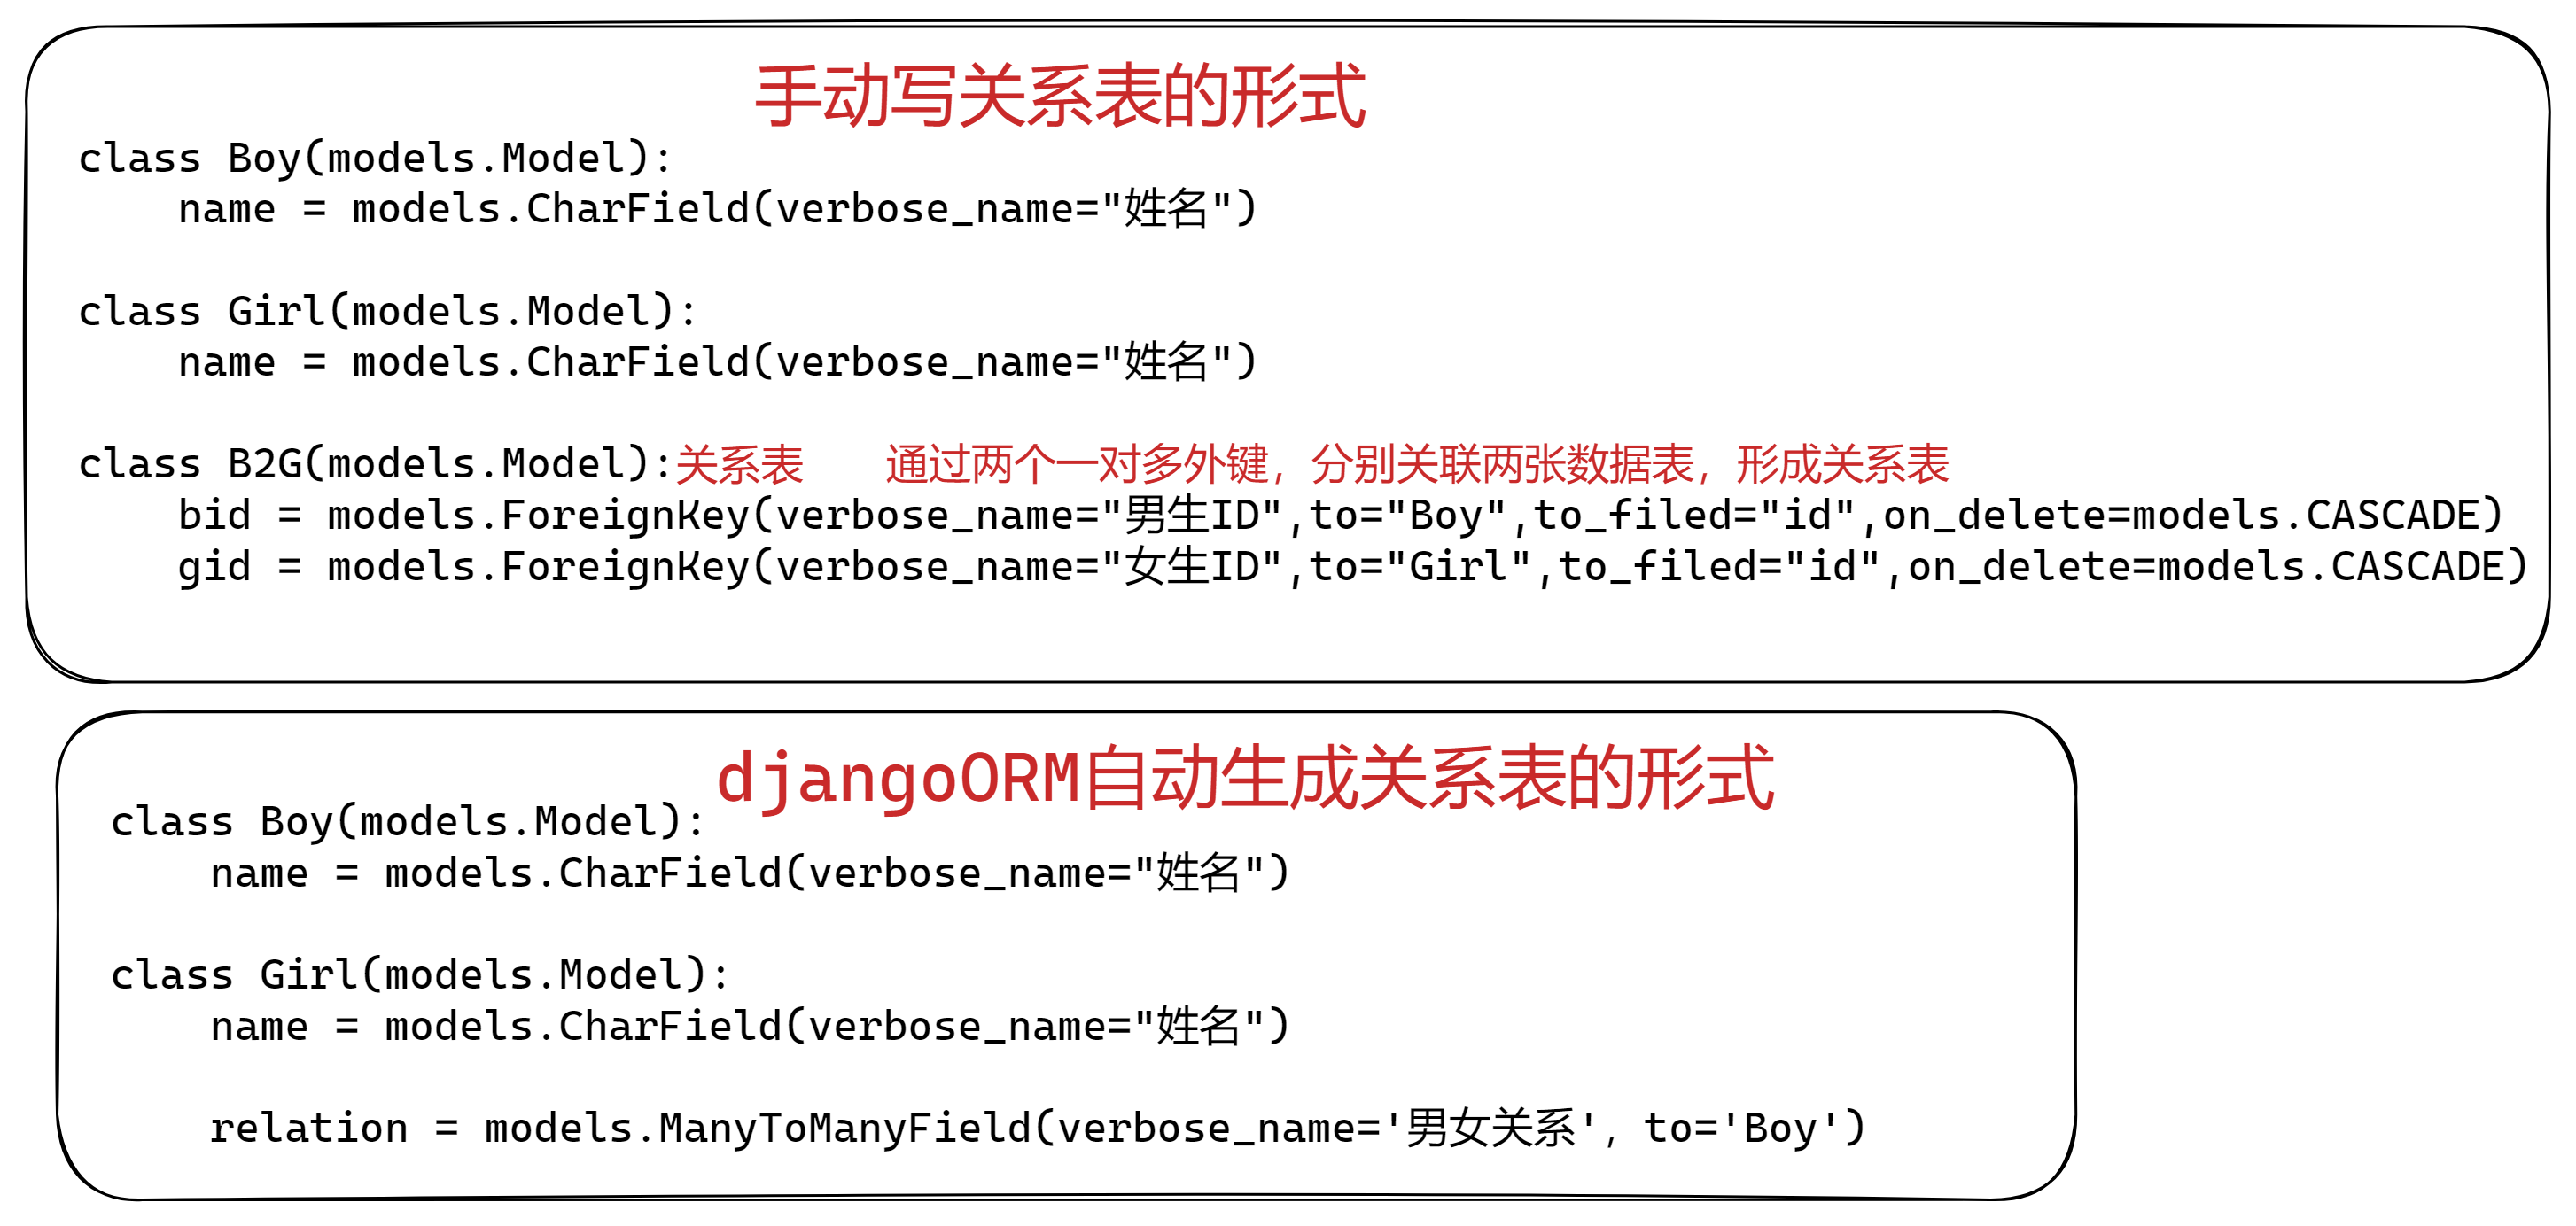 手动写关系表的形式
class Boy(models.Model):
    name = models.CharField(verbose_name="姓名")
class Girl(models.Model):
    name = models.CharField(verbose_name="姓名")
class B2G(models.Model):关系表    通过两个一对多外键，分别关联两张数据表，形成关系表
    bid = models.ForeignKey(verbose_name="男生ID",to="Boy",to_filed="id",on_delete=models.CASCADE)
    gid = models.ForeignKey(verbose_name="女生ID",to="Girl",to_filed="id",on_delete=models.CASCADE)
djangoORM自动生成关系表的形式
class Boy(models.Model):
    name = models.CharField(verbose_name="姓名")
class Girl(models.Model):
    name = models.CharField(verbose_name="姓名")
    relation = models.ManyToManyField(verbose_name='男女关系'，to='Boy')